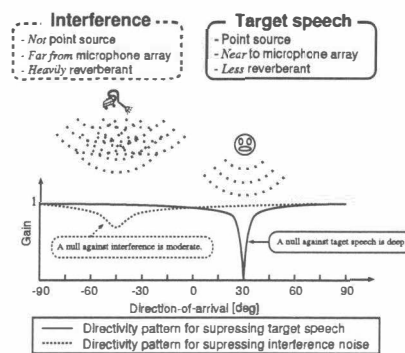 Interference
- Not point source
- Far from microphone array
- Heavily reverberant
Target speech
- Point source
- Near to microphone array
- Less reverberant
1
Gain
A null against interference is moderate.
A null against taget speech is deep
-90
-60
-30
0
30
60
90
Direction-of-arrival [deg]
Directivity pattern for supressing target speech
Directivity pattern for supressing interference noise